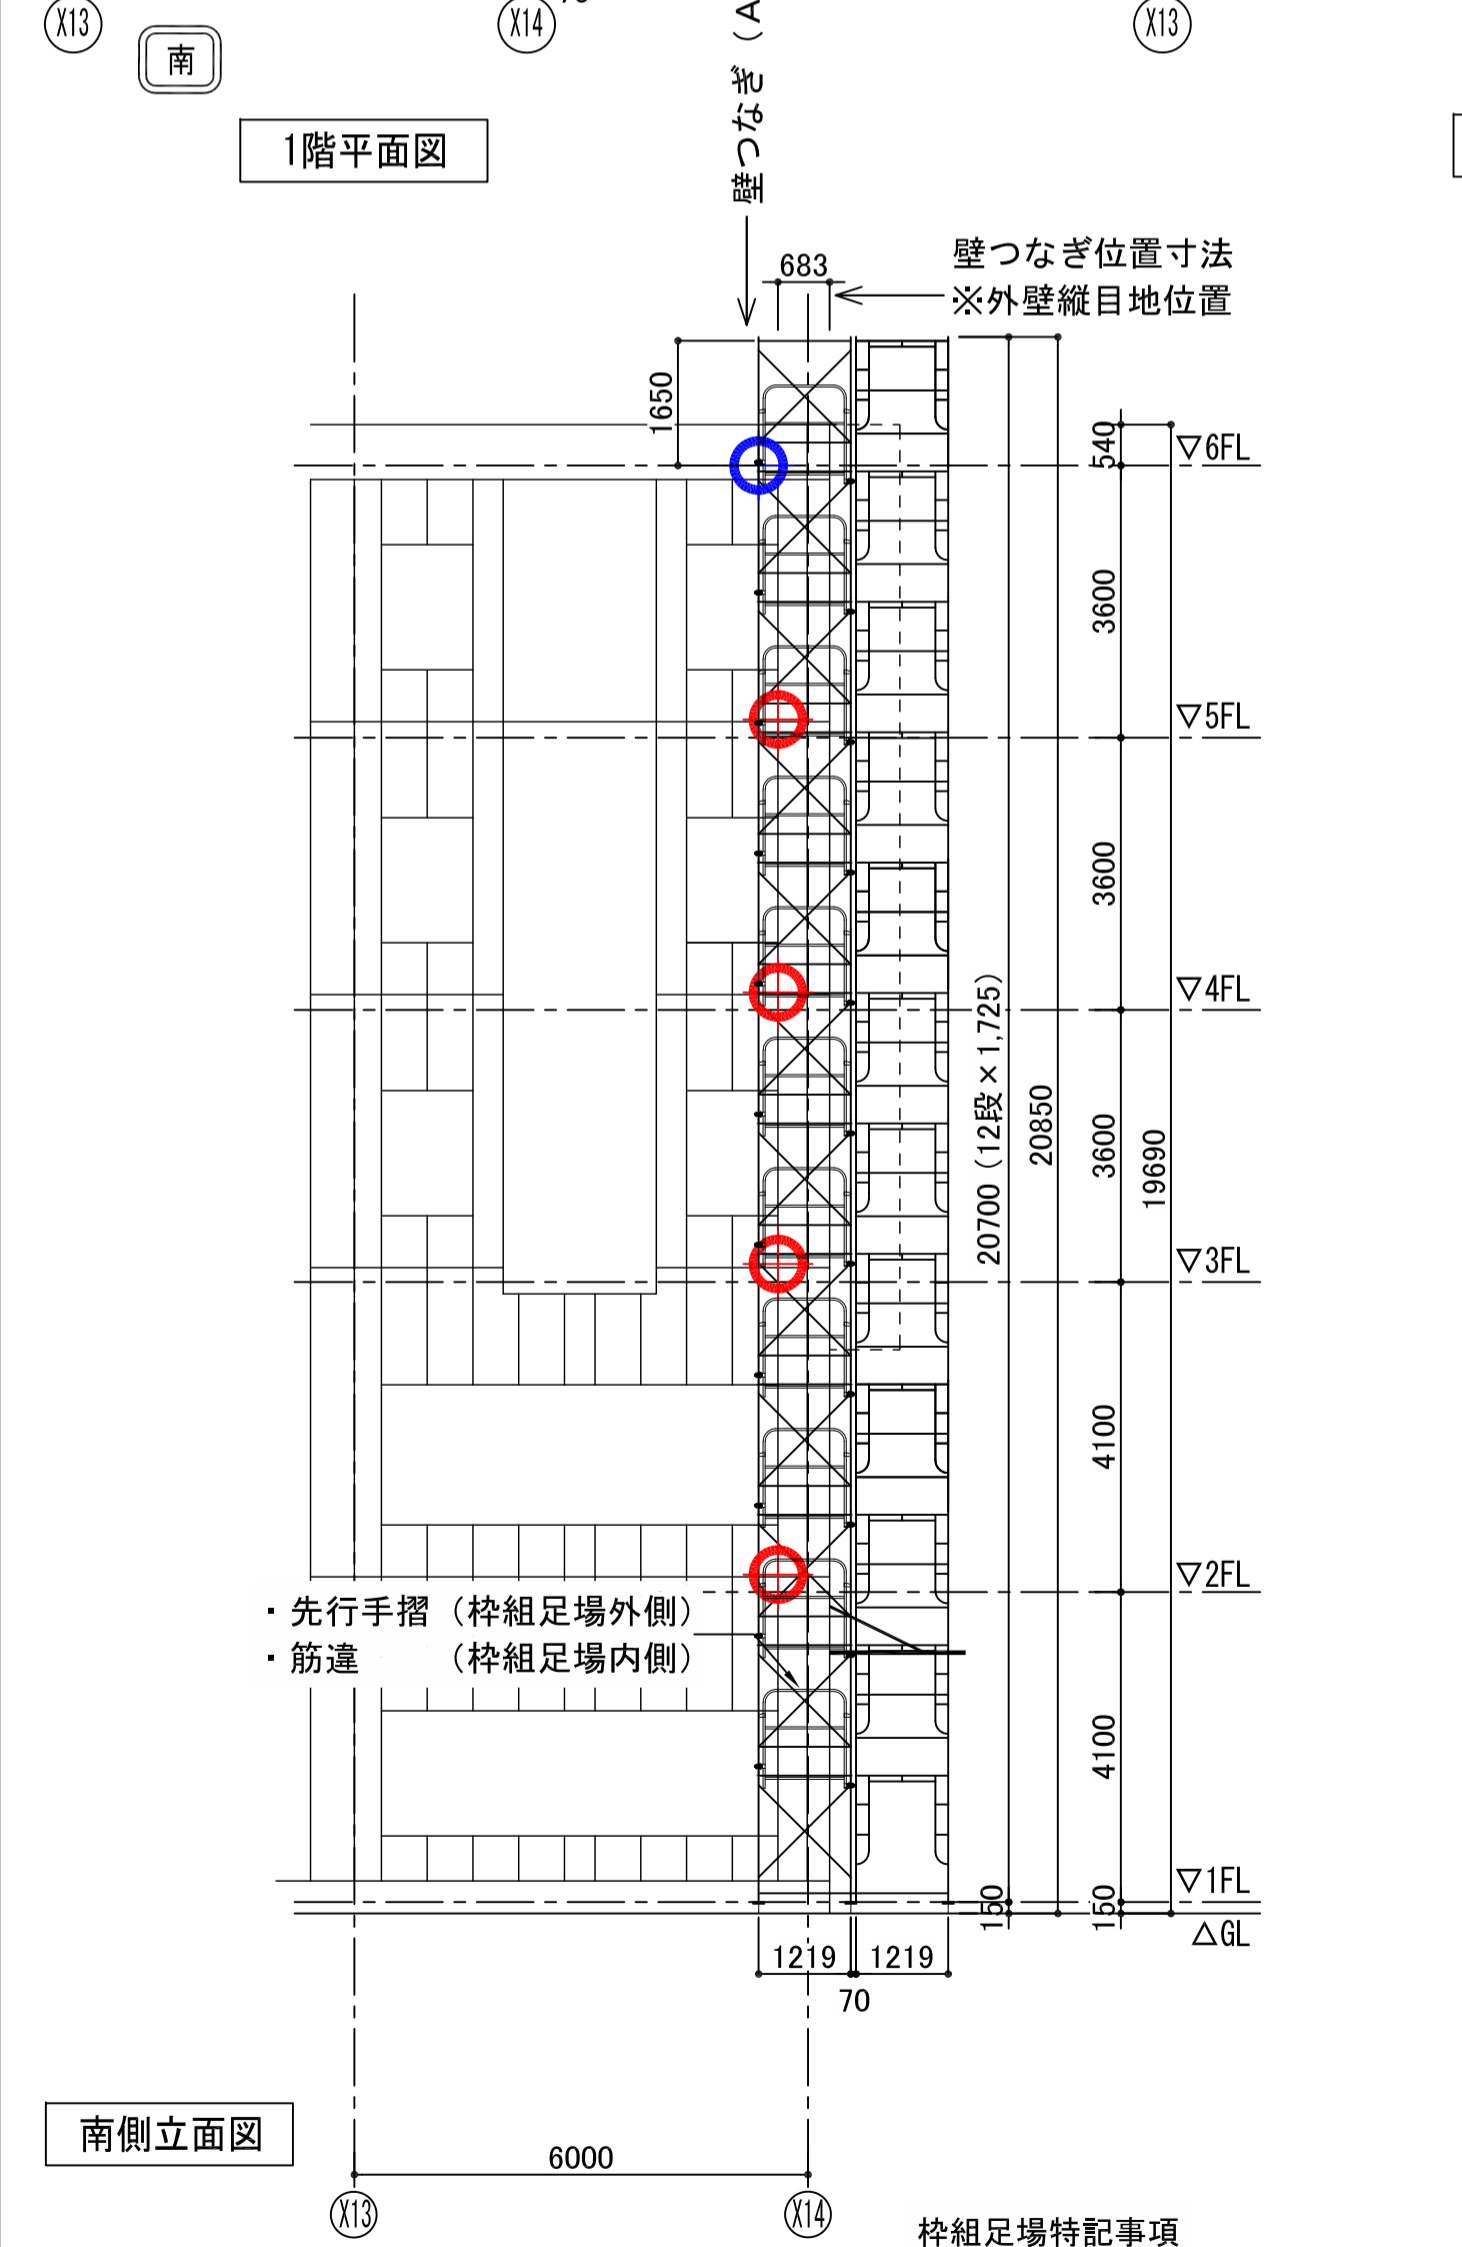 X13
X14
X13
南
1階平面図
壁つなぎ（A
683
壁つなぎ位置寸法
※外壁縦目地位置
1650
540
▽6FL
3600
▽5FL
3600
▽4FL
20700（12段×1,725）
20850
3600
19690
▽3FL
4100
▽2FL
・先行手摺（枠組足場外側）
・筋違　　（枠組足場内側）
4100
▽1FL
150
150
△GL
1219
1219
70
南側立面図
6000
X13
X14
枠組足場特記事項